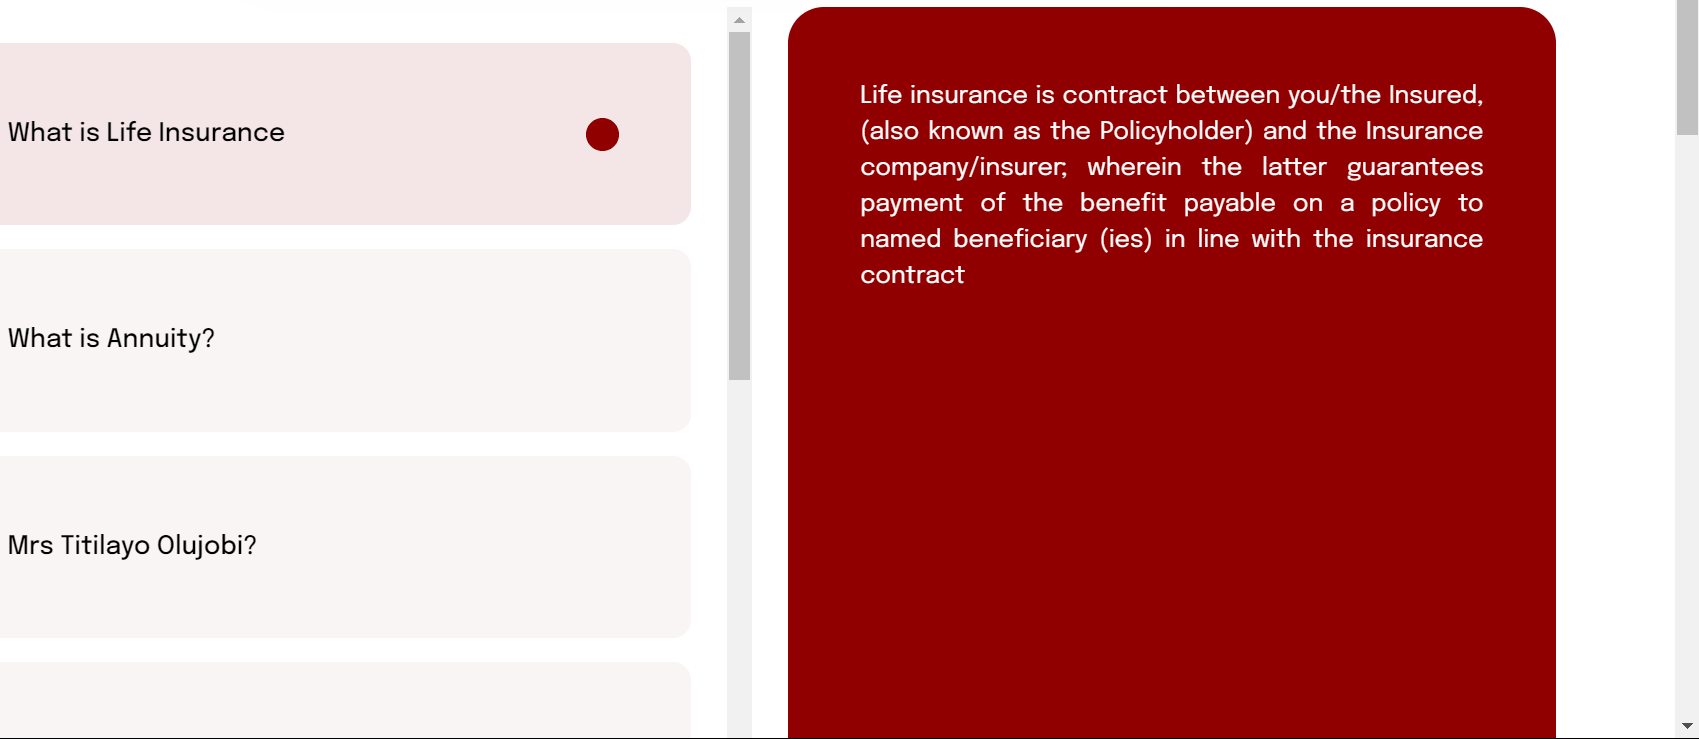 What is Life Insurance
What is Annuity?
Mrs Titilayo Olujobi?
Life insurance is contract between you/the Insured,
(also known as the Policyholder) and the Insurance
company/insurer; wherein the latter guarantees
payment of the benefit payable on a policy to
named beneficiary (ies) in line with the insurance
contract